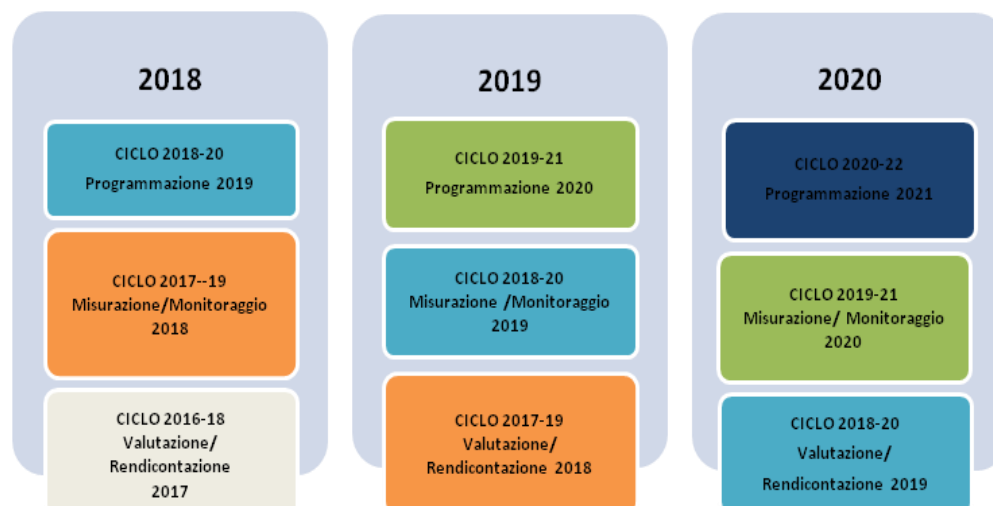 2018
CICLO 2018-20
Programmazione 2019
CICLO 2017--19
Misurazione/Monitoraggio
2018
CICLO 2016-18
Valutazione/
Rendicontazione
2017
2019
CICLO 2019-21
Programmazione 2020
CICLO 2018-20
Misurazione /Monitoraggio
2019
CICLO 2017-19
Valutazione/
Rendicontazione 2018
2020
CICLO 2020-22
Programmazione 2021
CICLO 2019-21
Misurazione/ Monitoraggio
2020
CICLO 2018-20
Valutazione/
Rendicontazione 2019